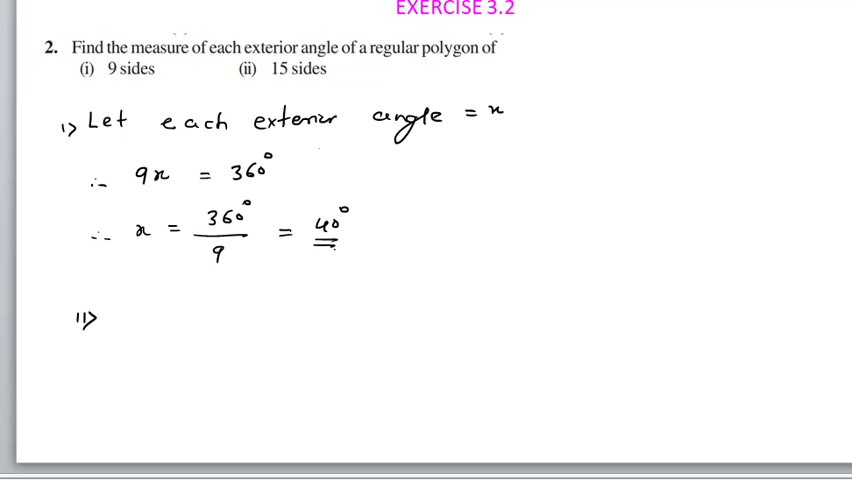 EXERCISE 3.2
2. Find the measure of each exterior angle of a regular polygon of
(i) 9 sides (ii) 15 sides
i> Let each exterior angle = x
∴ 9x = 360°
∴ x = 360° / 9 = 40°
ii>